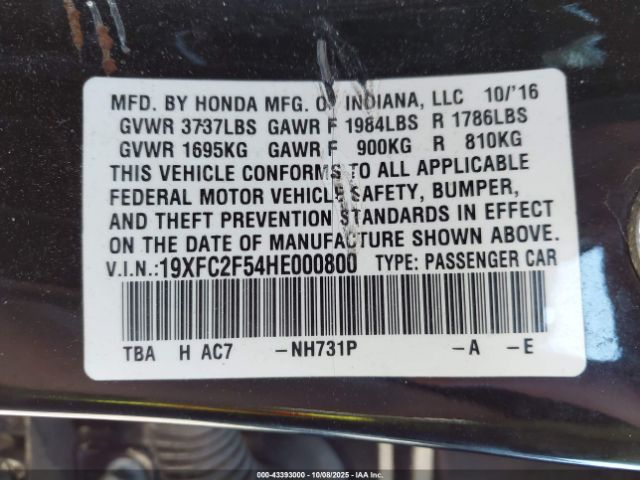 MFD. BY HONDA MFG. OF INDIANA, LLC 10/'16
GVWR 3737LBS GAWR F 1984LBS R 1786LBS
GVWR 1695KG GAWR F 900KG R 810KG
THIS VEHICLE CONFORMS TO ALL APPLICABLE
FEDERAL MOTOR VEHICLE SAFETY, BUMPER,
AND THEFT PREVENTION STANDARDS IN EFFECT
ON THE DATE OF MANUFACTURE SHOWN ABOVE.
V.I.N.:19XFC2F54HE000800 TYPE: PASSENGER CAR
TBA H AC7 -NH731P -A -E
000-43393000 | 10/08/2025 | IAA Inc.